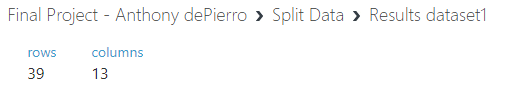 Final Project - Anthony dePierro ❯ Split Data ❯ Results dataset1
rows columns
39 13